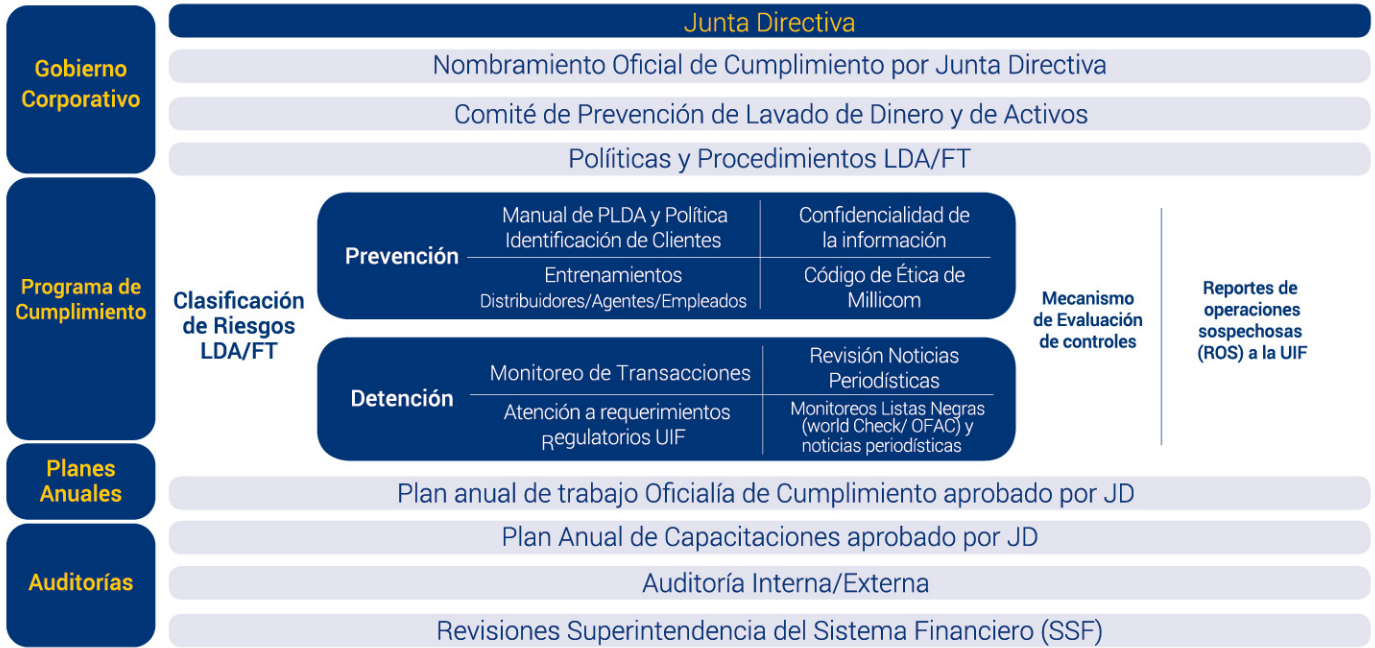 Gobierno
Corporativo
Junta Directiva
Nombramiento Oficial de Cumplimiento por Junta Directiva
Comité de Prevención de Lavado de Dinero y de Activos
Políiticas y Procedimientos LDA/FT
Programa de
Cumplimiento
Clasificación
de Riesgos
LDA/FT
Prevención
Manual de PLDA y Política
Identificación de Clientes
Confidencialidad de
la información
Entrenamientos
Distribuidores/Agentes/Empleados
Código de Ética de
Millicom
Detención
Monitoreo de Transacciones
Revisión Noticias
Periodísticas
Atención a requerimientos
Regulatorios UIF
Monitoreos Listas Negras
(world Check/ OFAC) y
noticias periodísticas
Mecanismo
de Evaluación
de controles
Reportes de
operaciones
sospechosas
(ROS) a la UIF
Planes
Anuales
Plan anual de trabajo Oficialía de Cumplimiento aprobado por JD
Auditorías
Plan Anual de Capacitaciones aprobado por JD
Auditoría Interna/Externa
Revisiones Superintendencia del Sistema Financiero (SSF)